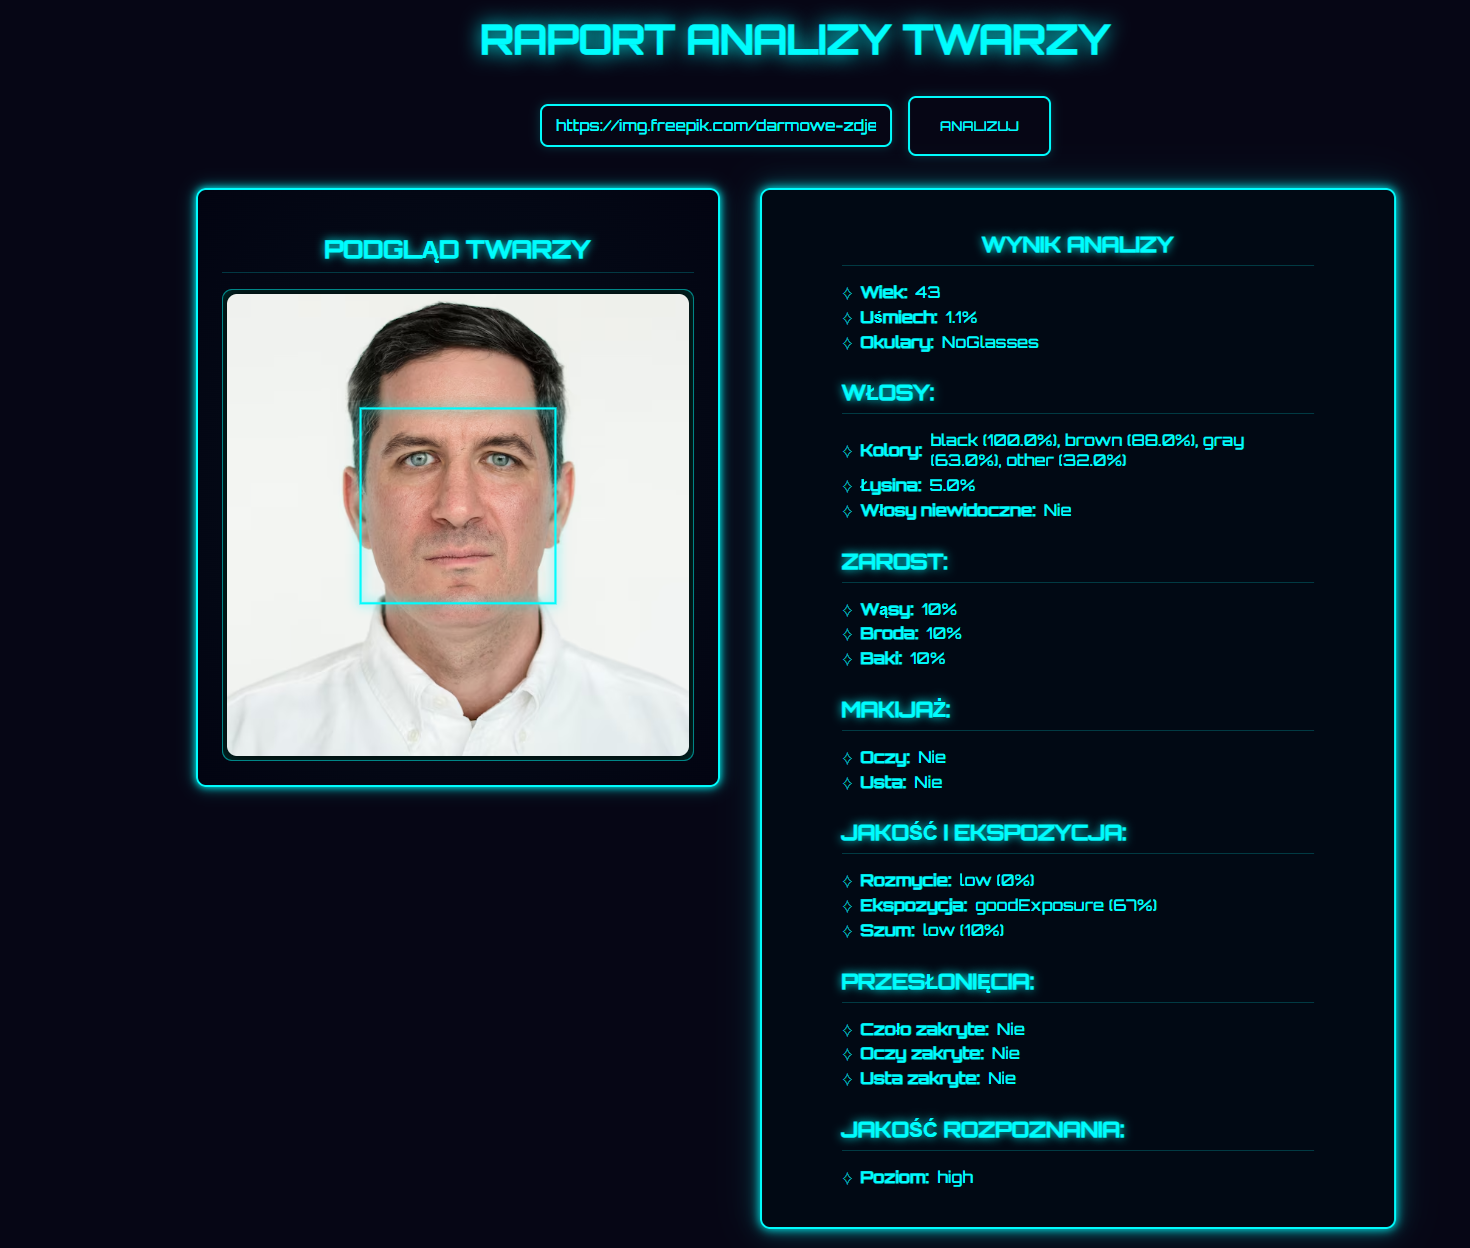 RAPORT ANALIZY TWARZY
https://img.freepik.com/darmowe-zdje
ANALIZUJ
PODGLĄD TWARZY
WYNIK ANALIZY
Wiek: 43
Uśmiech: 1.1%
Okulary: NoGlasses
WŁOSY:
Kolory: black (100.0%), brown (88.0%), gray
(63.0%), other (32.0%)
Łysina: 5.0%
Włosy niewidoczne: Nie
ZAROST:
Wąsy: 10%
Broda: 10%
Baki: 10%
MAKIJAŻ:
Oczy: Nie
Usta: Nie
JAKOŚĆ I EKSPOZYCJA:
Rozmycie: low (0%)
Ekspozycja: goodExposure (67%)
Szum: low (10%)
PRZESŁONIĘCIA:
Czoło zakryte: Nie
Oczy zakryte: Nie
Usta zakryte: Nie
JAKOŚĆ ROZPOZNANIA:
Poziom: high